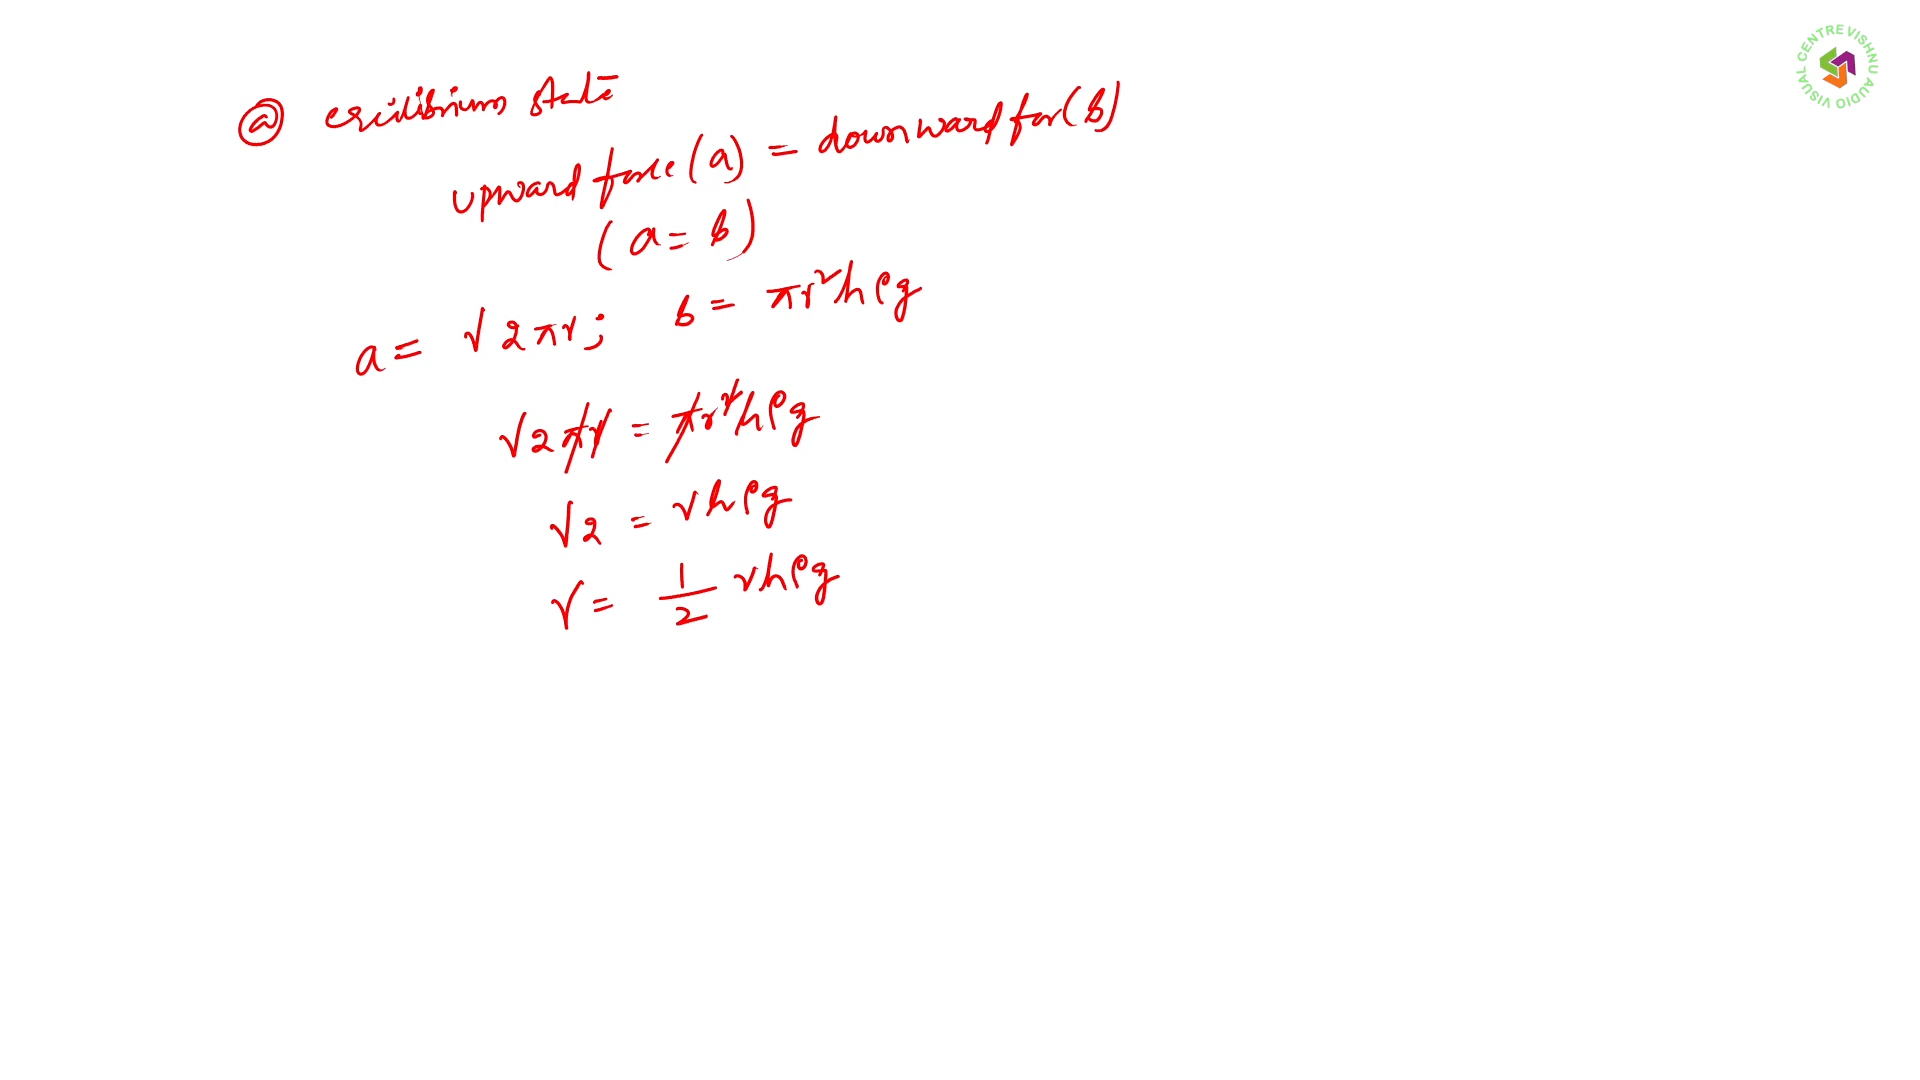 @ equilibrium state
upward force (a) = downward for (b)
(a = b)
a = √2πr; b = πr²hρg
√2πr = πr²hρg
√2 = rhρg
γ = 1/2 rhρg
VISHNU AUDIO VISUAL CENTRE